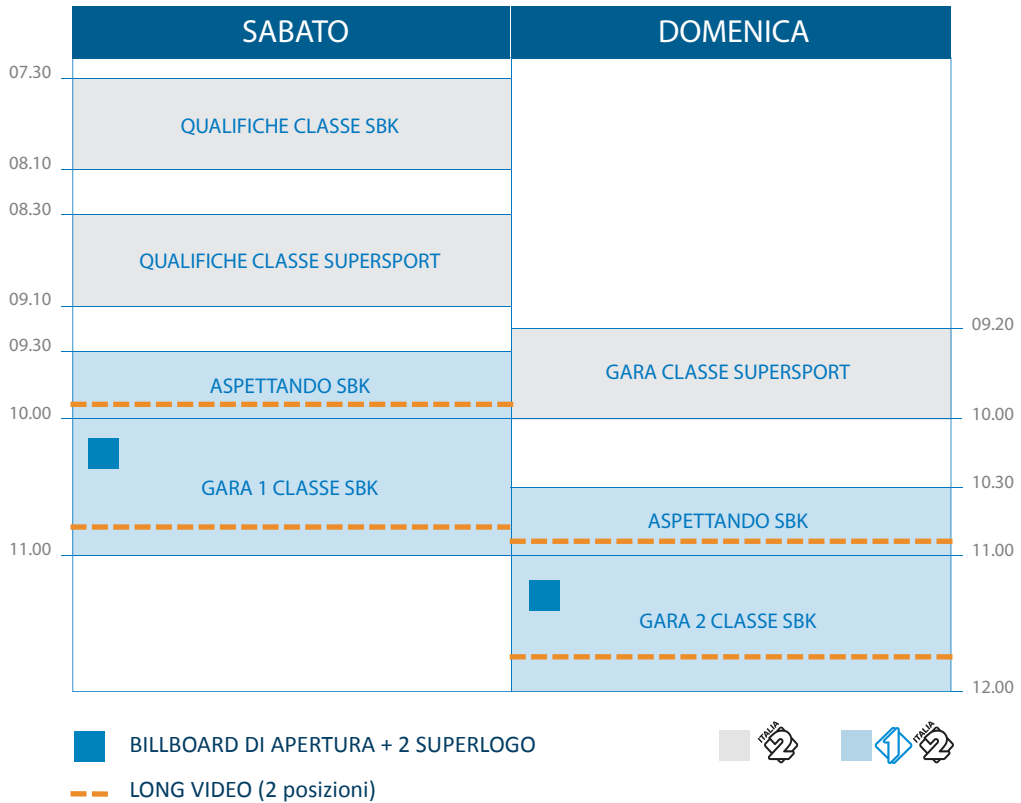 SABATO
DOMENICA
07.30
QUALIFICHE CLASSE SBK
08.10
08.30
QUALIFICHE CLASSE SUPERSPORT
09.10
09.20
09.30
GARA CLASSE SUPERSPORT
ASPETTANDO SBK
10.00
10.00
GARA 1 CLASSE SBK
10.30
ASPETTANDO SBK
11.00
11.00
GARA 2 CLASSE SBK
12.00
BILLBOARD DI APERTURA + 2 SUPERLOGO
ITALIA 2
1
ITALIA 2
LONG VIDEO (2 posizioni)